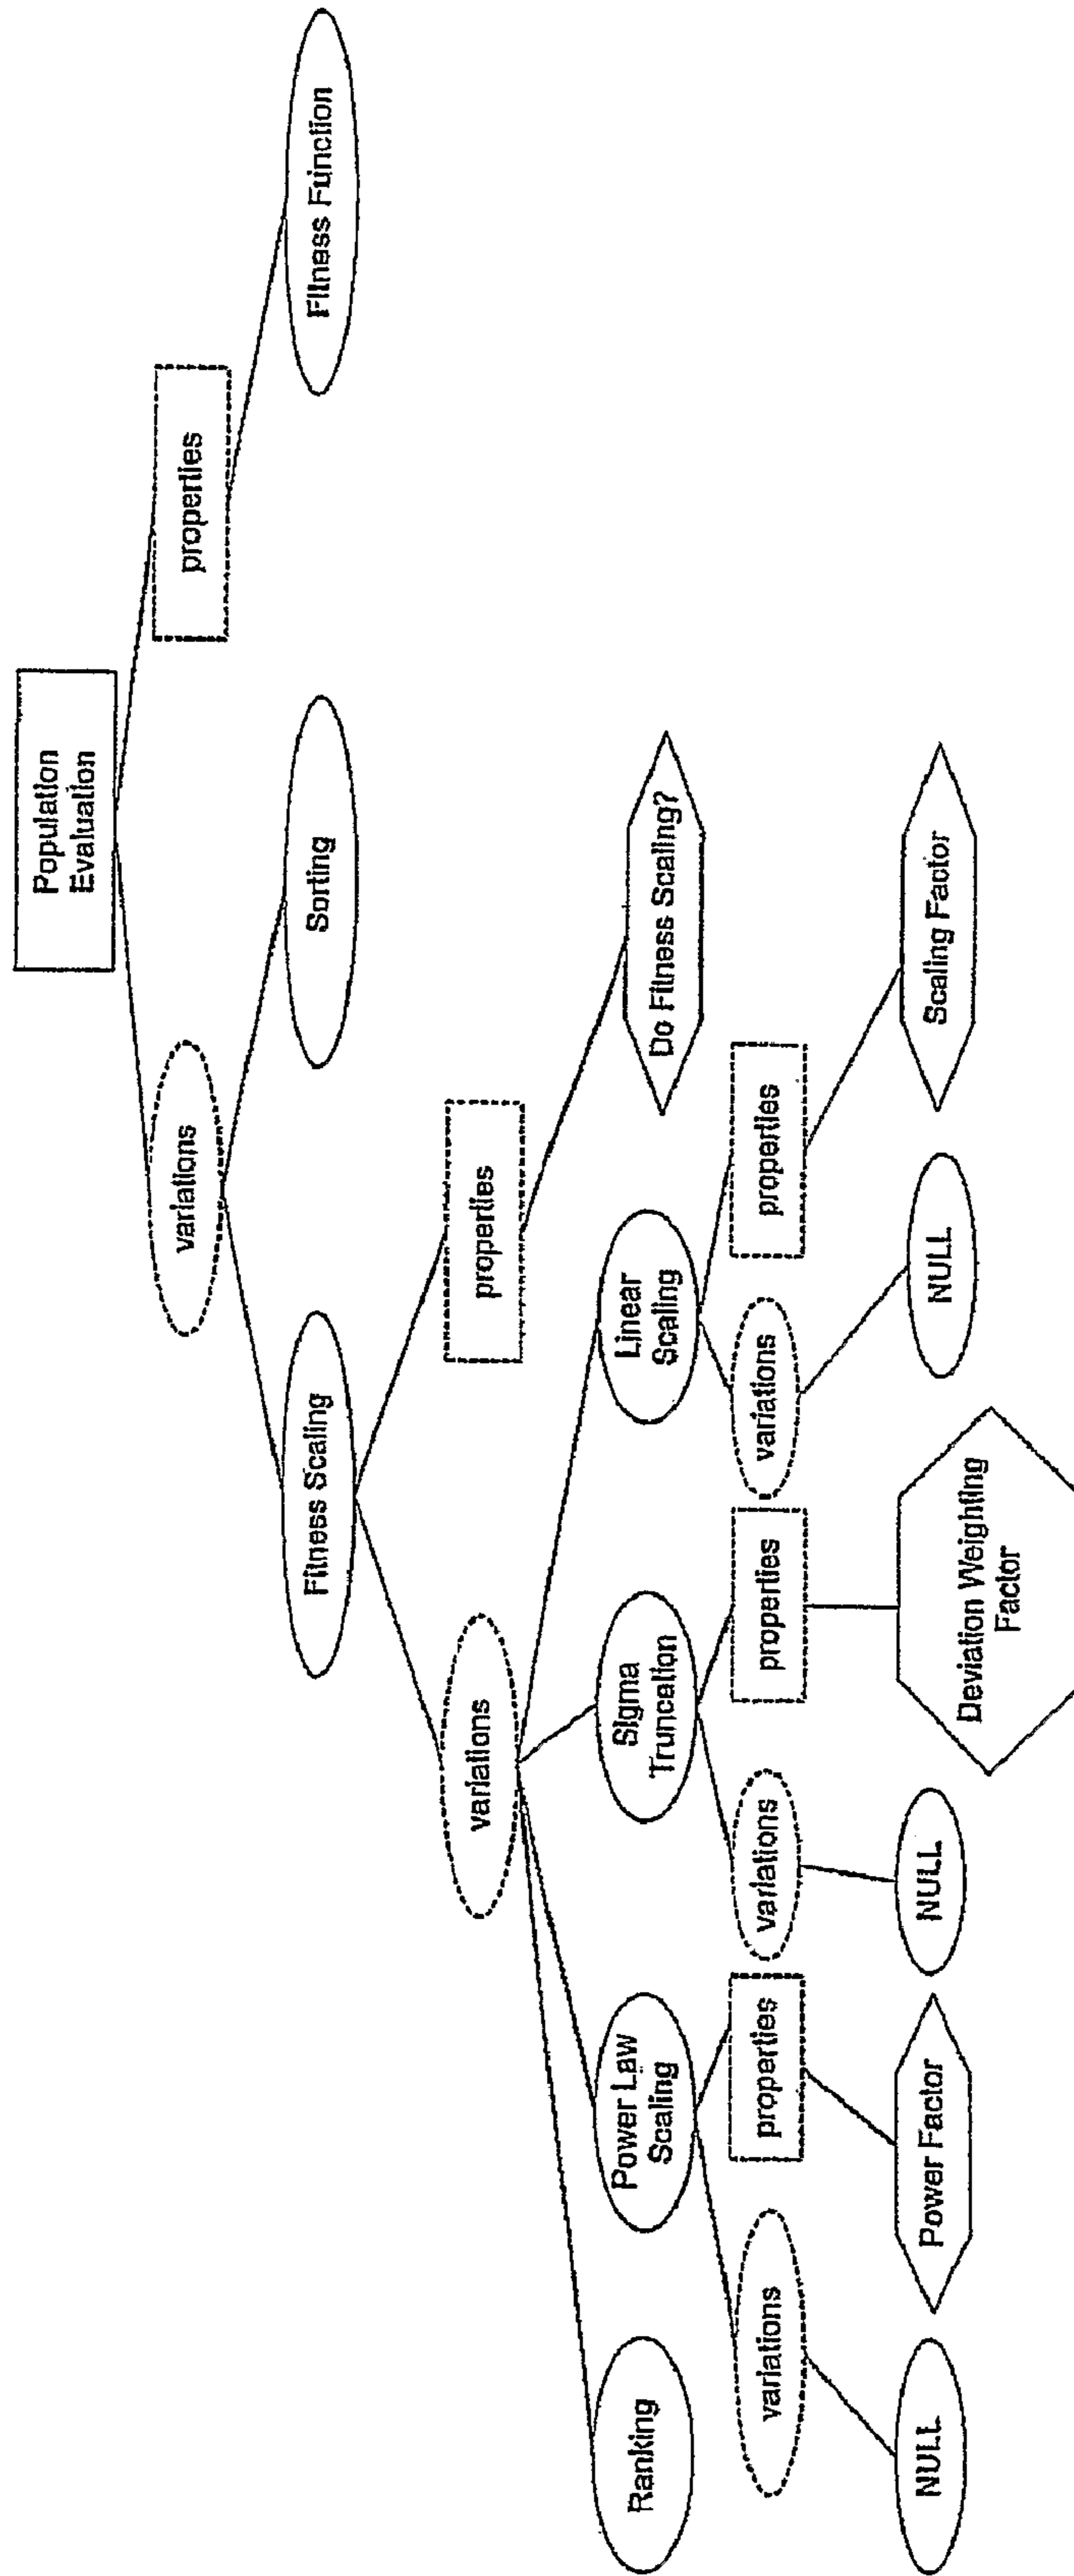 Population
Evaluation
variations
properties
Fitness Scaling
Sorting
Fitness Function
variations
properties
Ranking
Power Law
Scaling
Sigma
Truncation
Linear
Scaling
Do Fitness Scaling?
variations
properties
variations
properties
variations
properties
NULL
Power Factor
NULL
Deviation Weighting
Factor
NULL
Scaling Factor